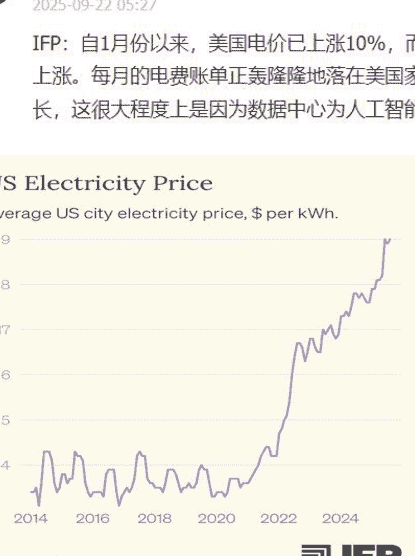 2025-09-22 05:27
IFP：自1月份以来，美国电价已上涨10%，而
上涨。每月的电费账单正轰隆隆地落在美国家
长，这很大程度上是因为数据中心为人工智能
US Electricity Price
verage US city electricity price, $ per kWh.
9
8
17
6
5
4
2014 2016 2018 2020 2022 2024
IFP